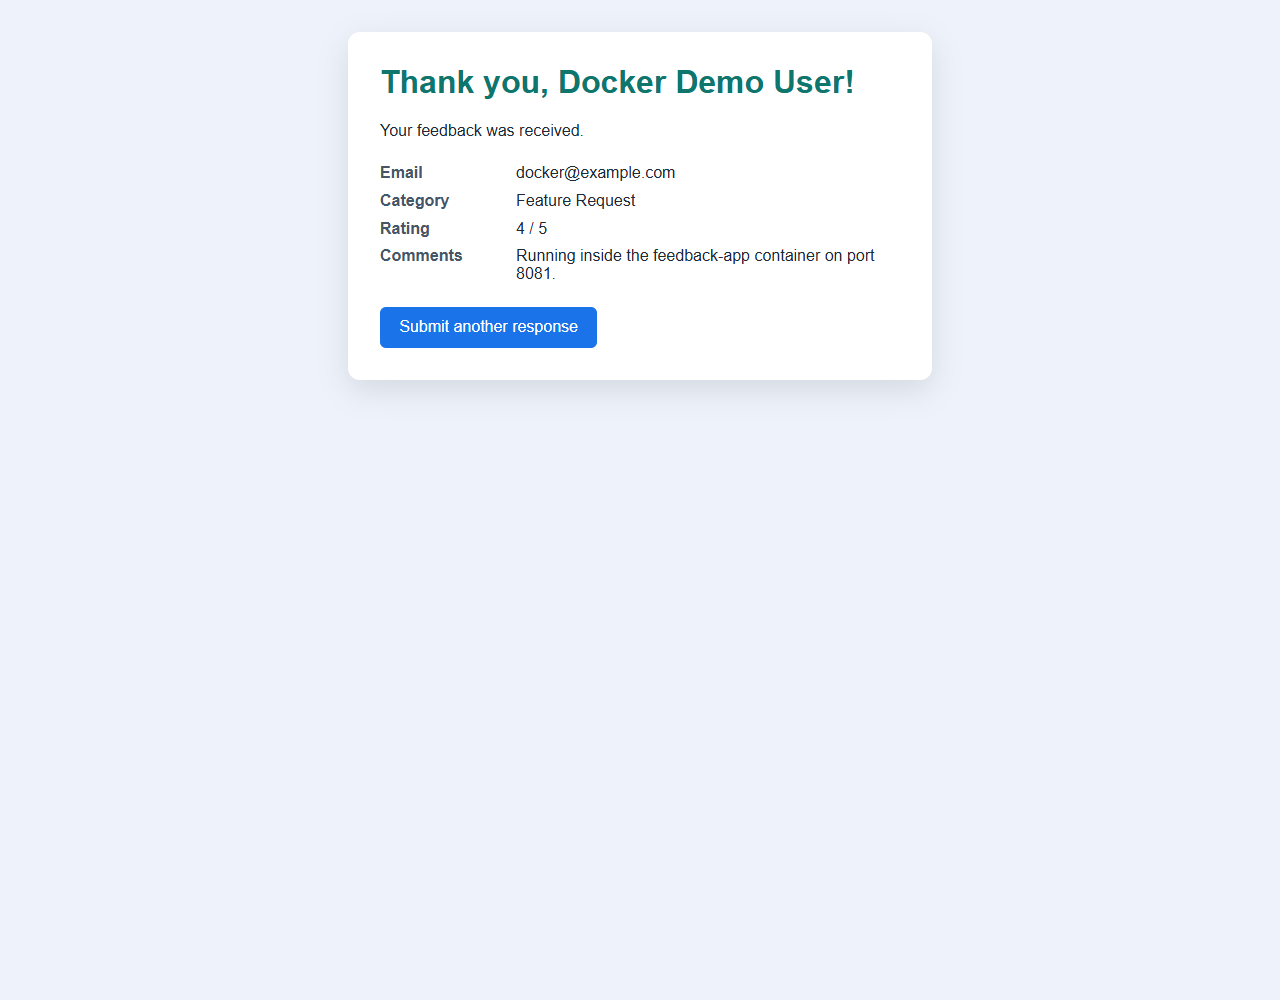 Thank you, Docker Demo User!
Your feedback was received.
Email docker@example.com
Category Feature Request
Rating 4 / 5
Comments Running inside the feedback-app container on port
8081.
Submit another response